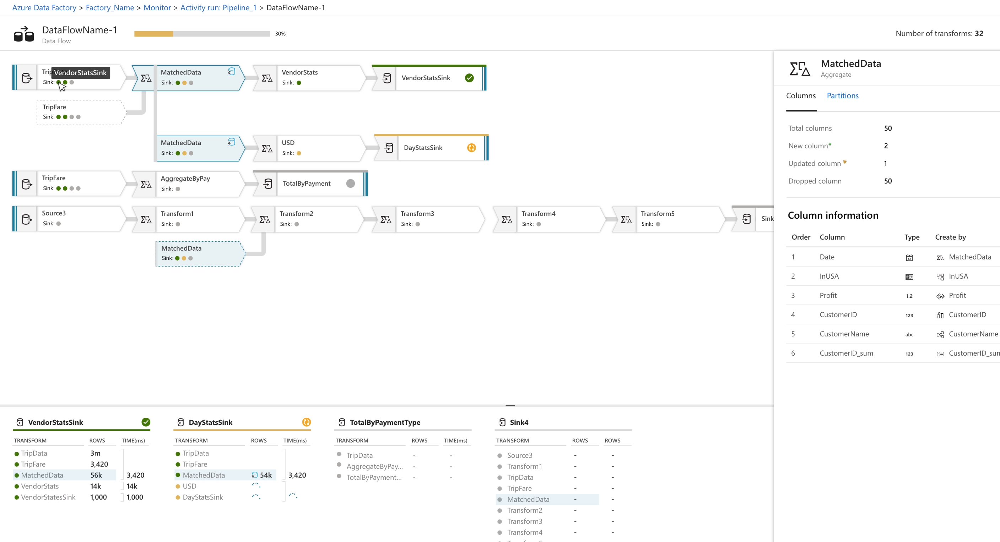 Azure Data Factory > Factory_Name > Monitor > Activity run: Pipeline_1 > DataFlowName-1
DataFlowName-1
Data Flow
30%
Number of transforms: 32
VendorStatsSink
Sink:
MatchedData
Sink:
VendorStats
Sink:
VendorStatsSink
TripFare
Sink:
MatchedData
Sink:
USD
Sink:
DayStatsSink
TripFare
Sink:
AggregateByPay
Sink:
TotalByPayment
Source3
Sink:
Transform1
Sink:
Transform2
Sink:
Transform3
Sink:
Transform4
Sink:
Transform5
Sink:
Sink
MatchedData
Sink:
MatchedData
Aggregate
Columns Partitions
Total columns 50
New column+ 2
Updated column * 1
Dropped column 50
Column information
Order Column Type Create by
1 Date 12 MatchedData
2 InUSA InUSA
3 Profit 1.2 Profit
4 CustomerID 123 CustomerID
5 CustomerName abc CustomerName
6 CustomerID_sum 123 CustomerID_sum
VendorStatsSink
TRANSFORM ROWS TIME(ms)
TripData 3m
TripFare 3,420
MatchedData 56k 3,420
VendorStats 14k 14k
VendorStatesSink 1,000 1,000
DayStatsSink
TRANSFORM ROWS TIME(ms)
TripData
TripFare
MatchedData 54k 3,420
USD
DayStatsSink
TotalByPaymentType
TRANSFORM ROWS TIME(ms)
TripData - -
AggregateByPay... - -
TotalByPayment... - -
Sink4
TRANSFORM ROWS ROWS
Source3 - -
Transform1 - -
TripData - -
TripFare - -
MatchedData - -
Transform2 - -
Transform3 - -
Transform4 - -